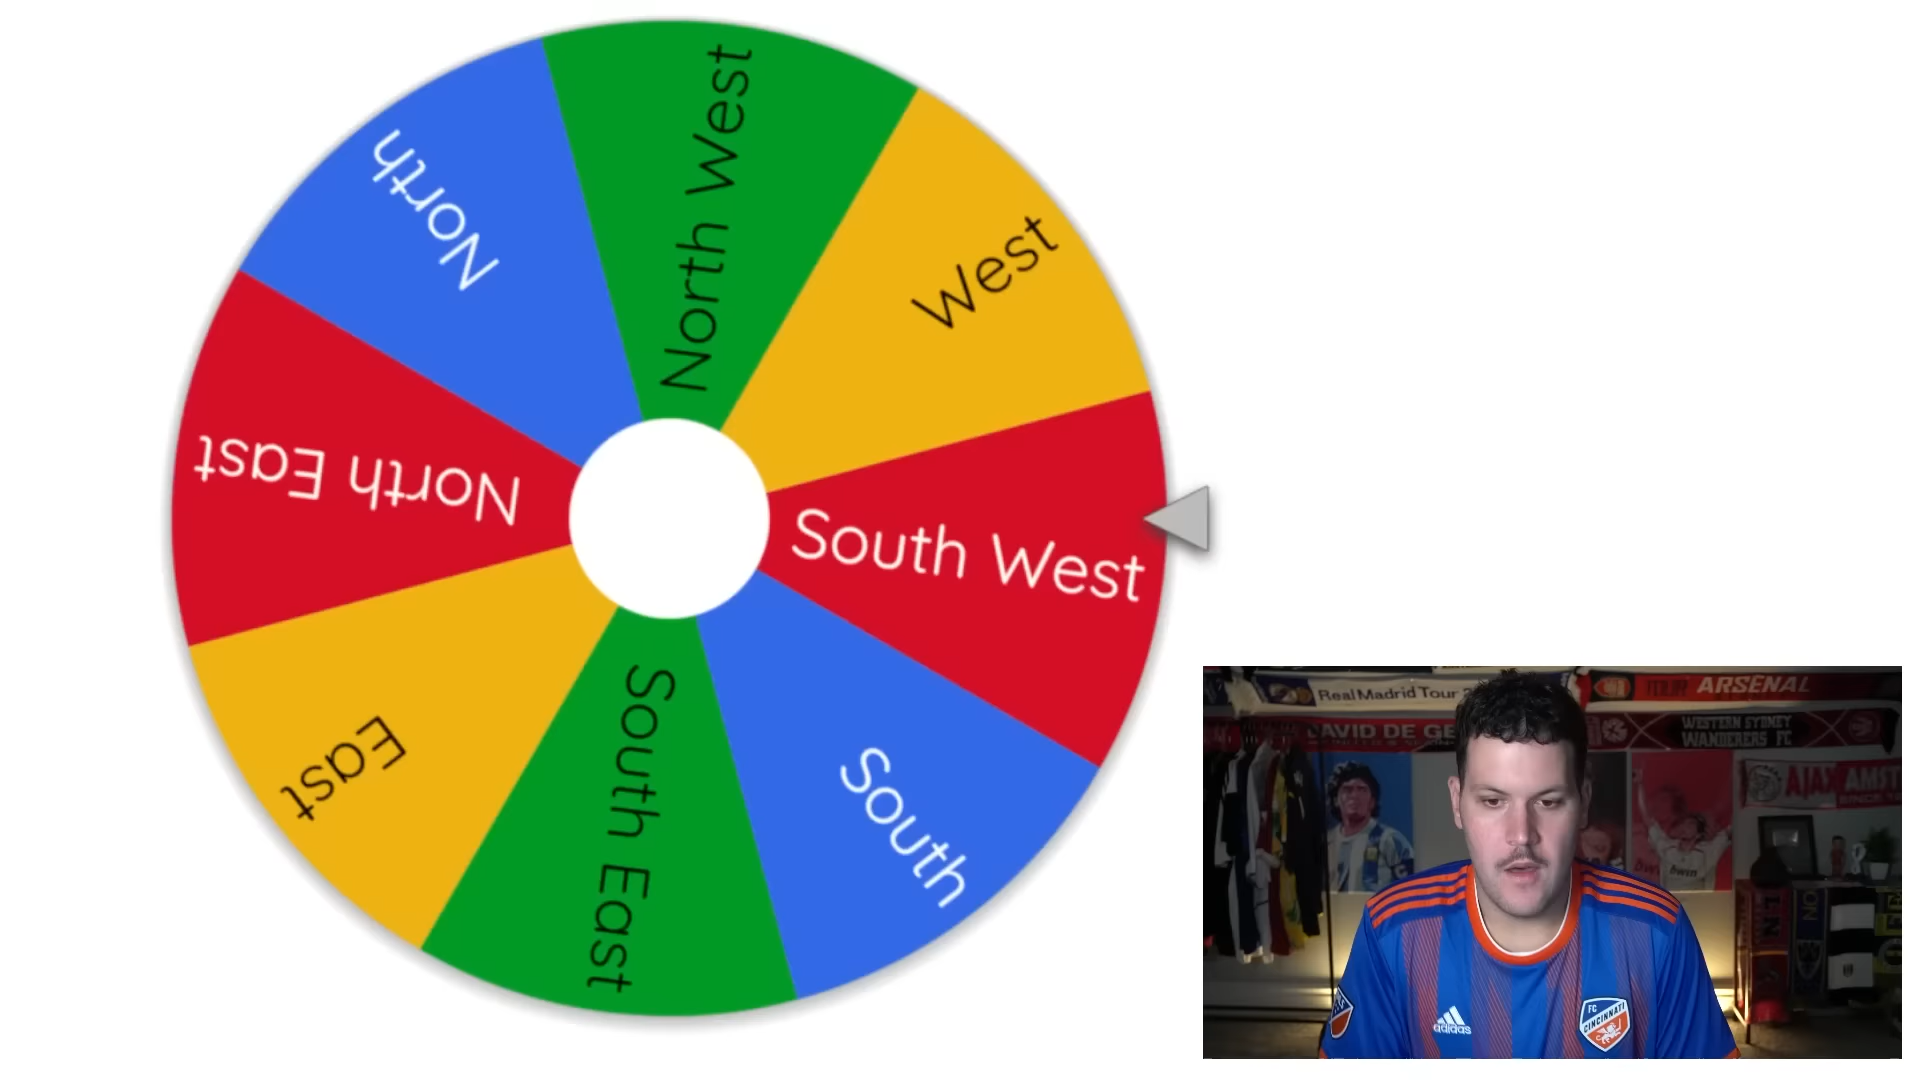 North West
West
North
North East
South West
East
South East
South
Real Madrid Tour
TOUR ARSENAL
DAVID DE GE
WESTERN SYDNEY
WANDERERS FC
AJAX AMST
adidas
FC
CINCINNATI